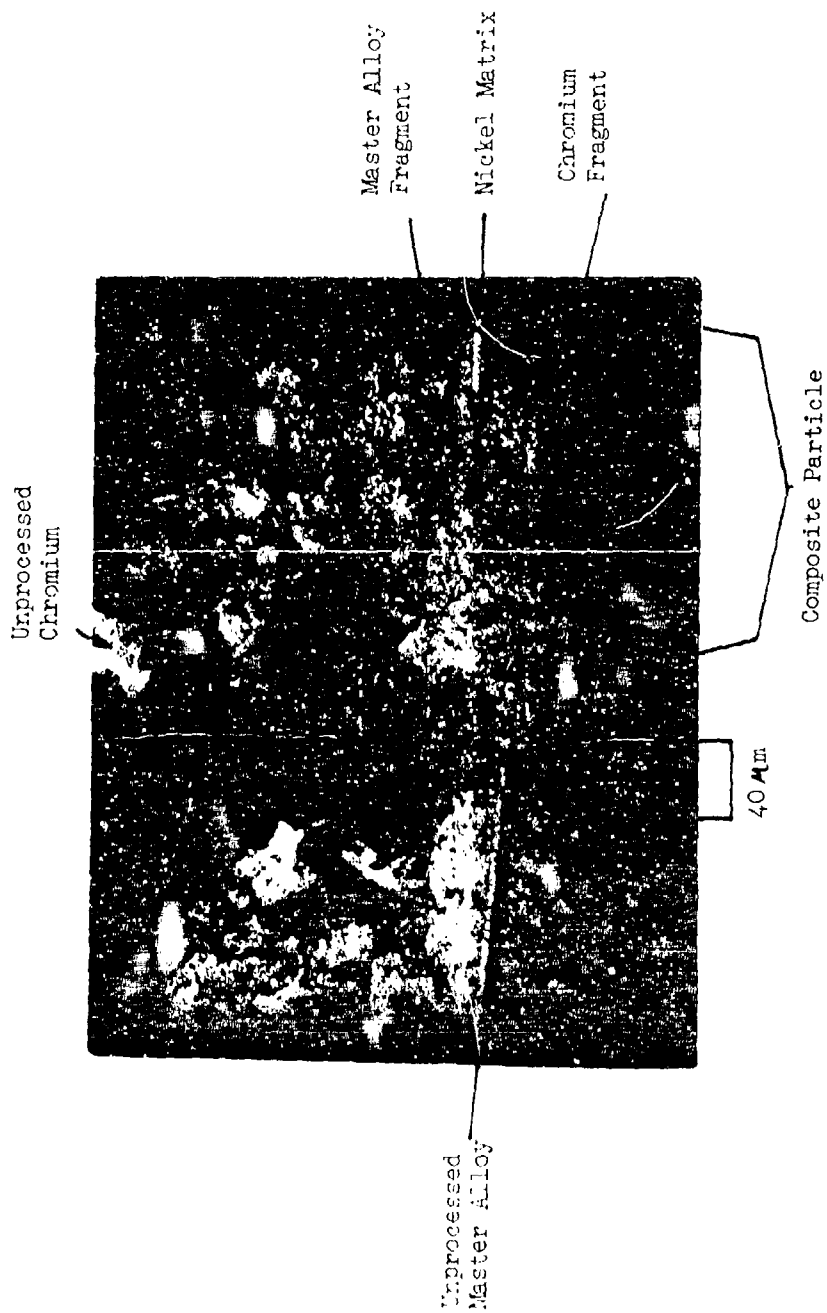 Unprocessed
Chromium
Master Alloy
Fragment
Nickel Matrix
Chromium
Fragment
Unprocessed
Master Alloy
40 μm
Composite Particle